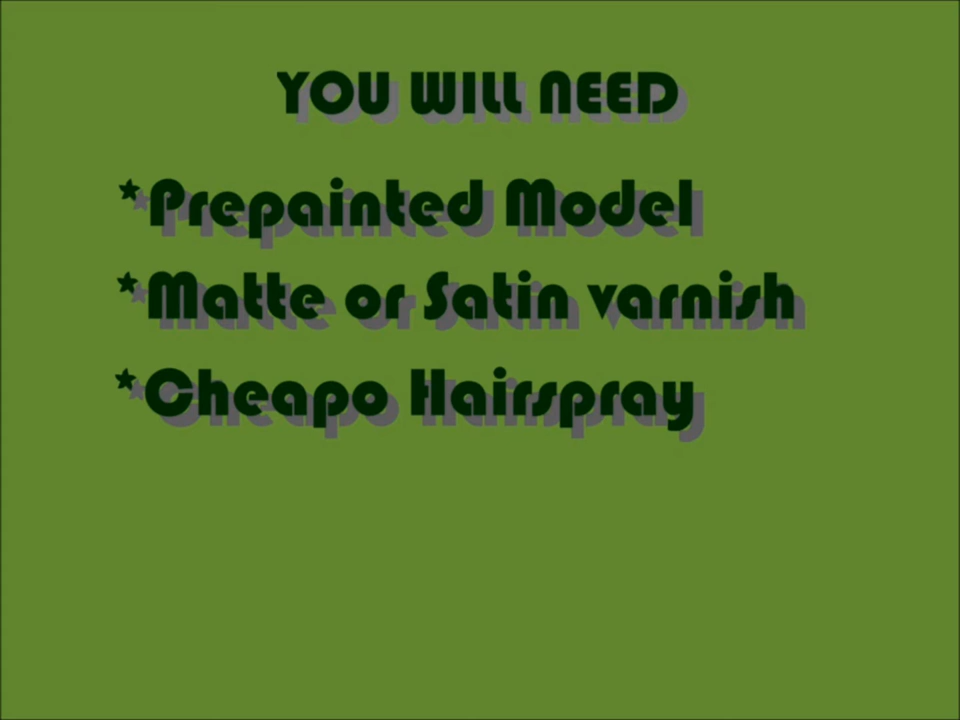 YOU WILL NEED
*Prepainted Model
*Matte or Satin varnish
*Cheapo Hairspray